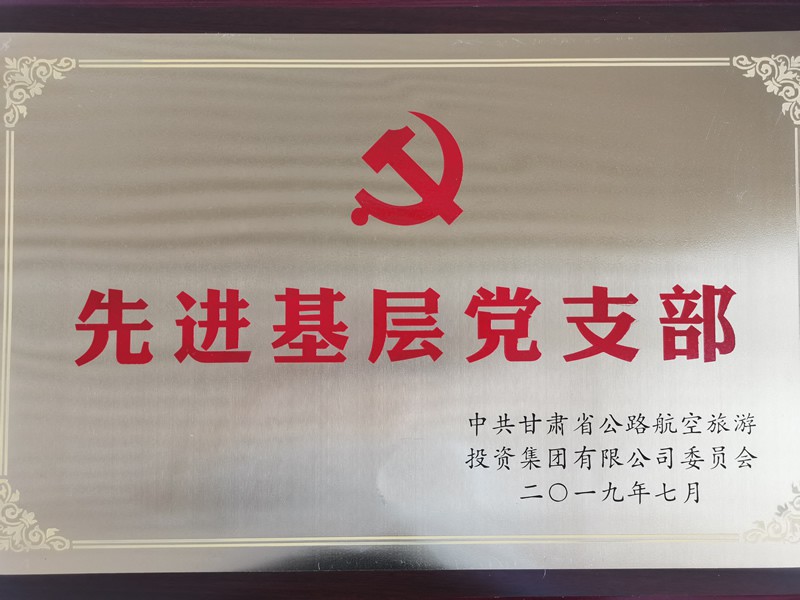 先进基层党支部
中共甘肃省公路航空旅游
投资集团有限公司委员会
二〇一九年七月